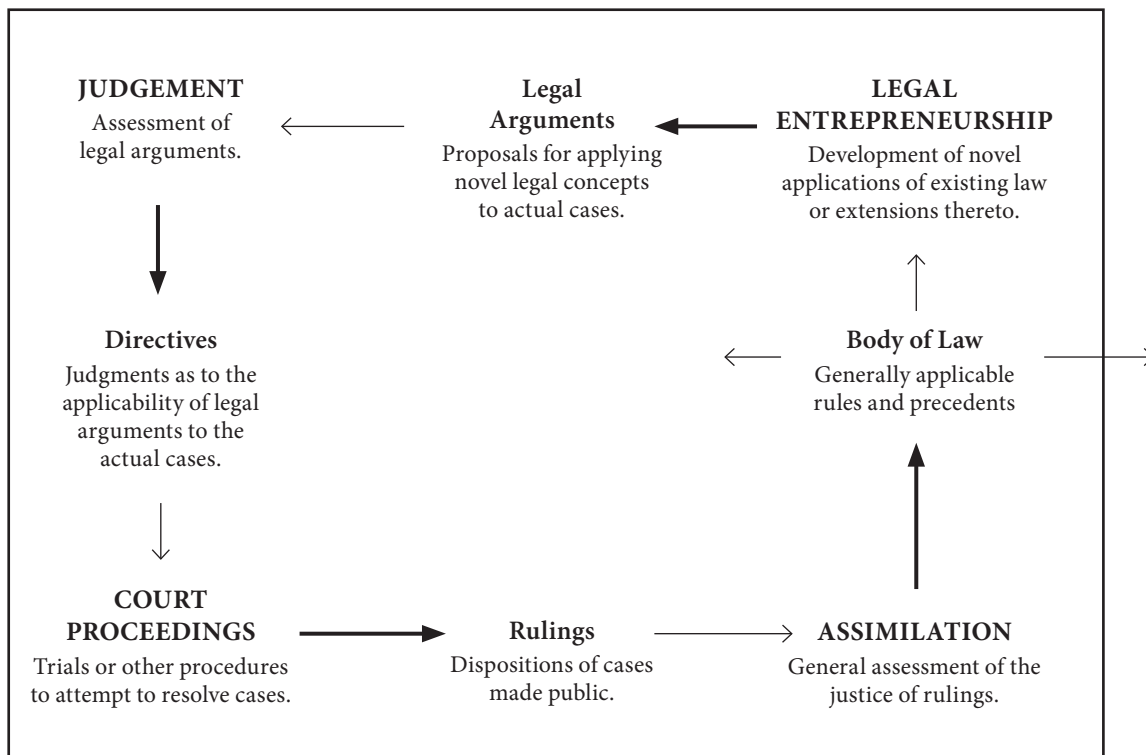 JUDGEMENT
Assessment of
legal arguments.
Legal
Arguments
Proposals for applying
novel legal concepts
to actual cases.
LEGAL
ENTREPRENEURSHIP
Development of novel
applications of existing law
or extensions thereto.
Directives
Judgments as to the
applicability of legal
arguments to the
actual cases.
Body of Law
Generally applicable
rules and precedents
COURT
PROCEEDINGS
Trials or other procedures
to attempt to resolve cases.
Rulings
Dispositions of cases
made public.
ASSIMILATION
General assessment of the
justice of rulings.